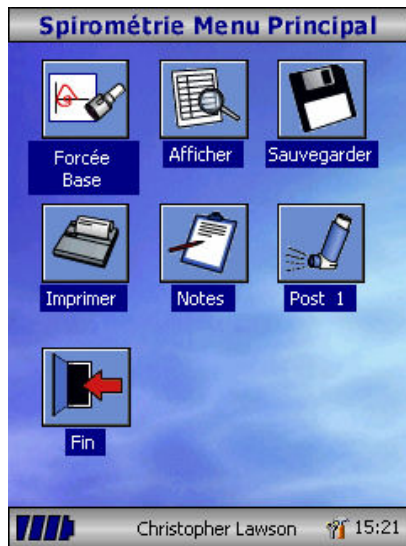 Spirométrie Menu Principal
Forcée
Base
Afficher
Sauvegarder
Imprimer
Notes
Post 1
Fin
Christopher Lawson 15:21